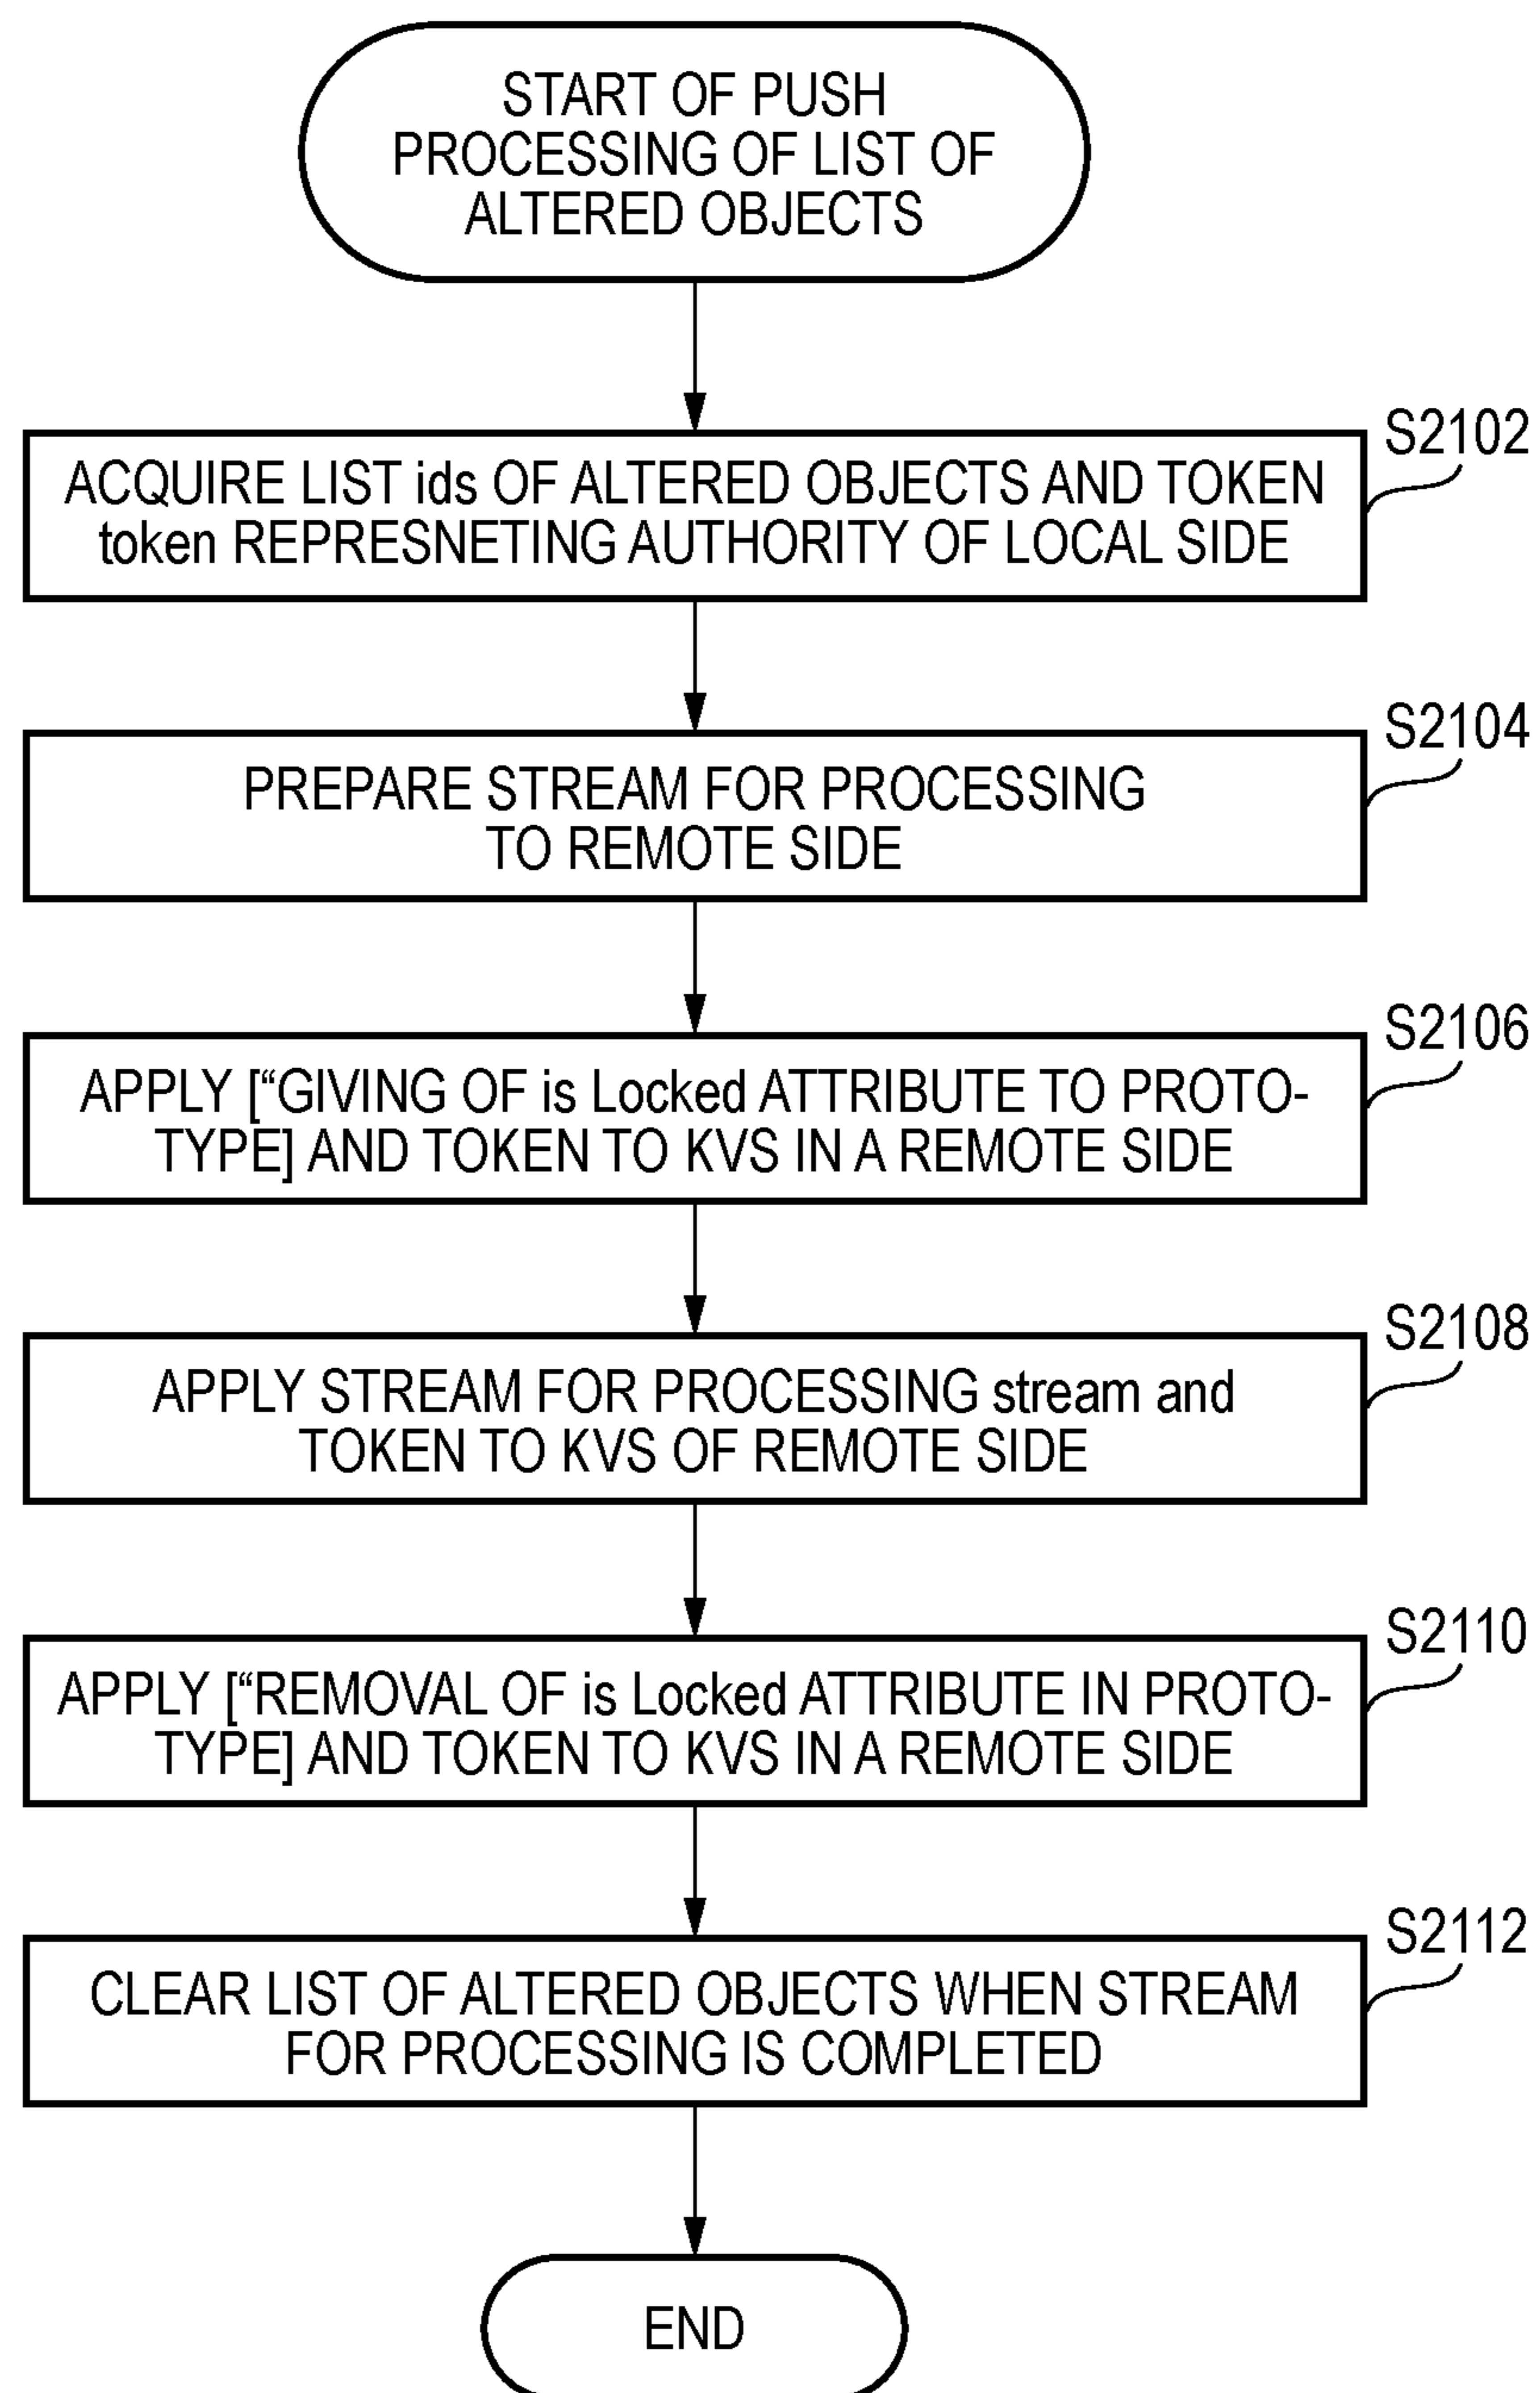 START OF PUSH
PROCESSING OF LIST OF
ALTERED OBJECTS
S2102
ACQUIRE LIST ids OF ALTERED OBJECTS AND TOKEN
token REPRESNETING AUTHORITY OF LOCAL SIDE
S2104
PREPARE STREAM FOR PROCESSING
TO REMOTE SIDE
S2106
APPLY [“GIVING OF is Locked ATTRIBUTE TO PROTO-
TYPE] AND TOKEN TO KVS IN A REMOTE SIDE
S2108
APPLY STREAM FOR PROCESSING stream and
TOKEN TO KVS OF REMOTE SIDE
S2110
APPLY [“REMOVAL OF is Locked ATTRIBUTE IN PROTO-
TYPE] AND TOKEN TO KVS IN A REMOTE SIDE
S2112
CLEAR LIST OF ALTERED OBJECTS WHEN STREAM
FOR PROCESSING IS COMPLETED
END